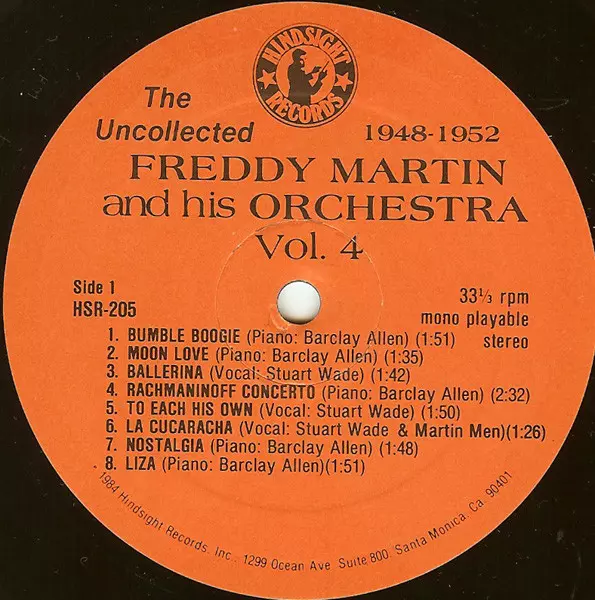 HINDSIGHT
RECORDS
The
Uncollected
1948-1952
FREDDY MARTIN
and his ORCHESTRA
Vol. 4
Side 1
HSR-205
33⅓ rpm
mono playable
stereo
1. BUMBLE BOOGIE (Piano: Barclay Allen) (1:51)
2. MOON LOVE (Piano: Barclay Allen) (1:35)
3. BALLERINA (Vocal: Stuart Wade) (1:42)
4. RACHMANINOFF CONCERTO (Piano: Barclay Allen) (2:32)
5. TO EACH HIS OWN (Vocal: Stuart Wade) (1:50)
6. LA CUCARACHA (Vocal: Stuart Wade & Martin Men)(1:26)
7. NOSTALGIA (Piano: Barclay Allen) (1:48)
8. LIZA (Piano: Barclay Allen)(1:51)
1984 Hindsight Records, Inc., 1299 Ocean Ave. Suite 800, Santa Monica, Ca. 90401